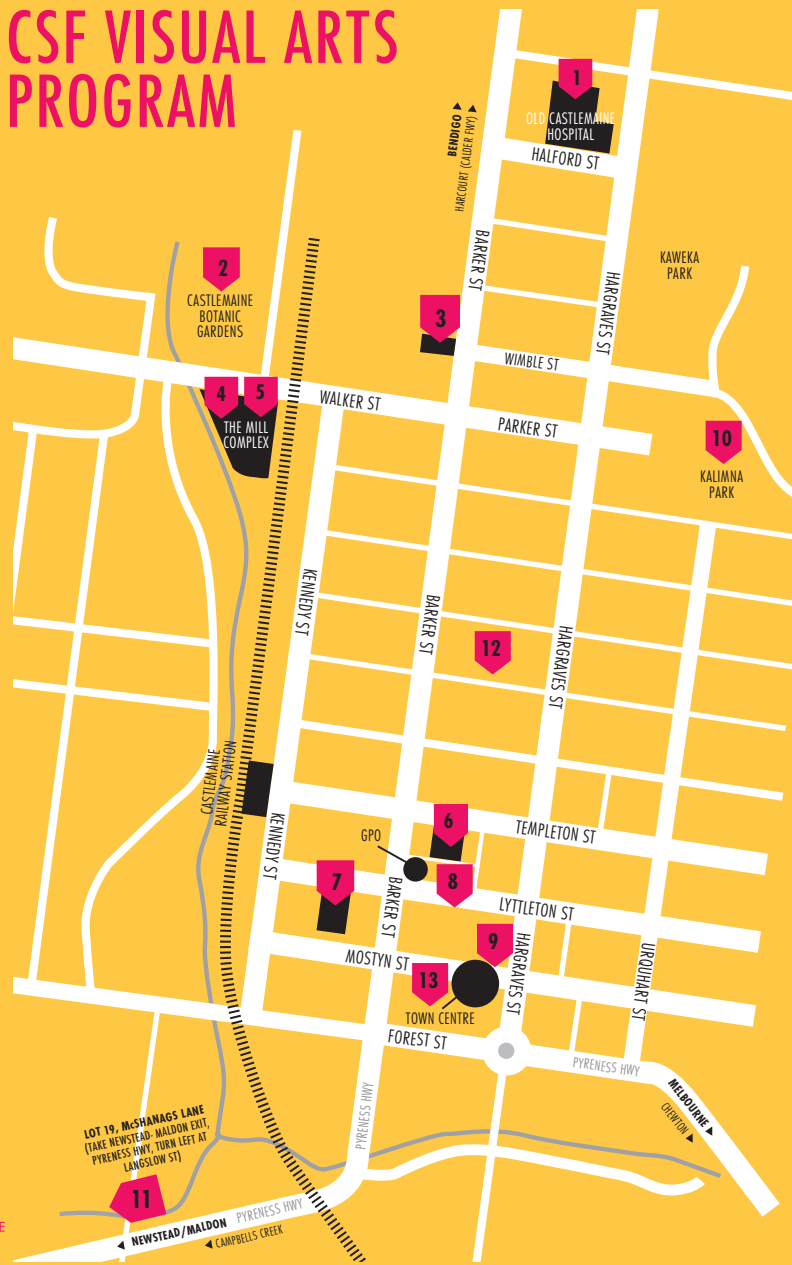 CSF VISUAL ARTS
PROGRAM
1
OLD CASTLEMAINE
HOSPITAL
HALFORD ST
BENDIGO
HARCOURT (CALDER FWY)
BARKER ST
HARGRAVES ST
KAWEKA
PARK
2
CASTLEMAINE
BOTANIC
GARDENS
3
WIMBLE ST
4
5
THE MILL
COMPLEX
WALKER ST
PARKER ST
10
KALIMNA
PARK
KENNEDY ST
BARKER ST
HARGRAVES ST
12
CASTLEMAINE
RAILWAY STATION
KENNEDY ST
6
TEMPLETON ST
GPO
7
8
BARKER ST
LYTTLETON ST
9
HARGRAVES ST
URQUHART ST
MOSTYN ST
13
TOWN CENTRE
FOREST ST
PYRENESS HWY
MELBOURNE
CHEWTON
PYRENESS HWY
LOT 19, McSHANAGS LANE
(TAKE NEWSTEAD- MALDON EXIT,
PYRENESS HWY, TURN LEFT AT
LANGSLOW ST)
11
NEWSTEAD/MALDON
PYRENESS HWY
CAMPBELLS CREEK
E